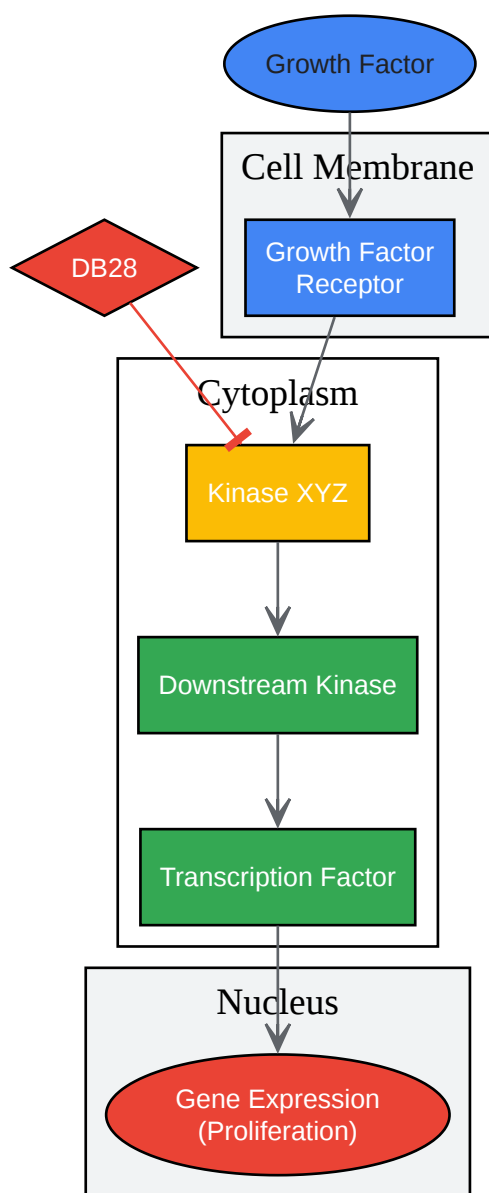 Growth Factor
Cell Membrane
Growth Factor
Receptor
DB28
Cytoplasm
Kinase XYZ
Downstream Kinase
Transcription Factor
Nucleus
Gene Expression
(Proliferation)